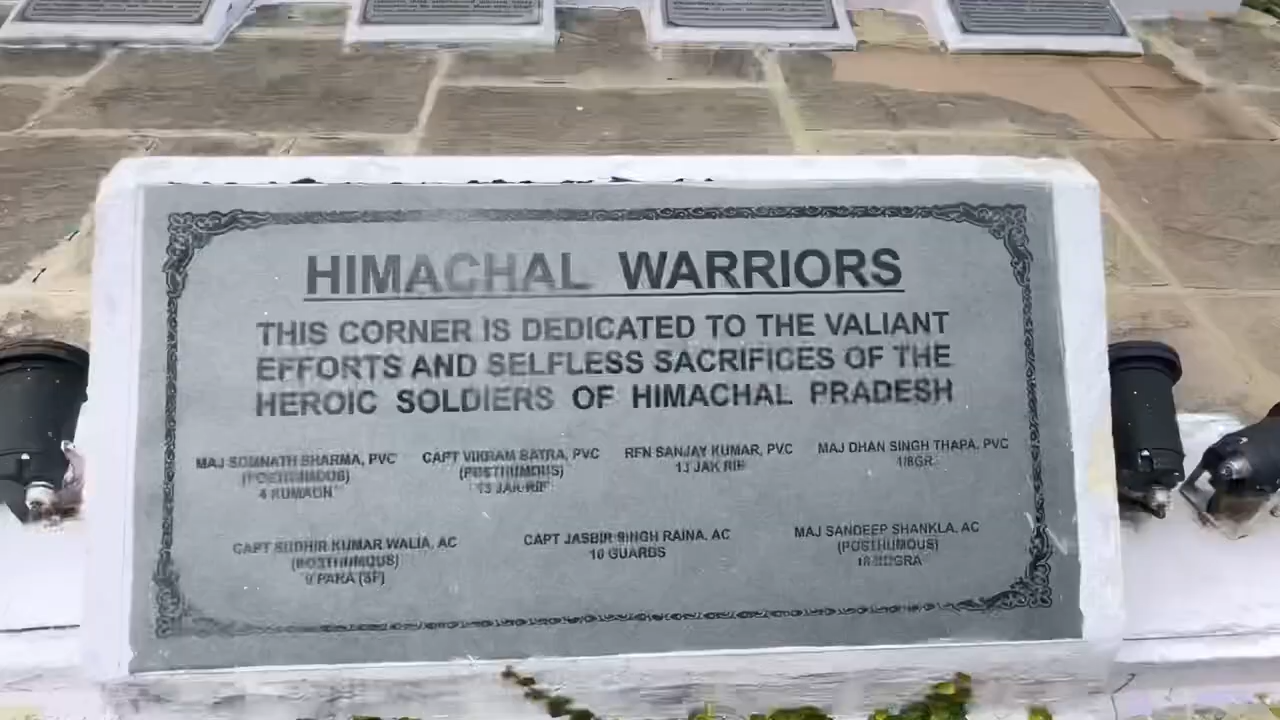 HIMACHAL WARRIORS
THIS CORNER IS DEDICATED TO THE VALIANT
EFFORTS AND SELFLESS SACRIFICES OF THE
HEROIC SOLDIERS OF HIMACHAL PRADESH
MAJ SOMNATH SHARMA, PVC
(POSTHUMOUS)
4 KUMAON
CAPT VIKRAM BATRA, PVC
(POSTHUMOUS)
13 JAK RIF
RFN SANJAY KUMAR, PVC
13 JAK RIF
MAJ DHAN SINGH THAPA, PVC
1/8GR
CAPT SUDHIR KUMAR WALIA, AC
(POSTHUMOUS)
9 PARA (SF)
CAPT JASBIR SINGH RAINA, AC
10 GUARDS
MAJ SANDEEP SHANKLA, AC
(POSTHUMOUS)
18 DOGRA